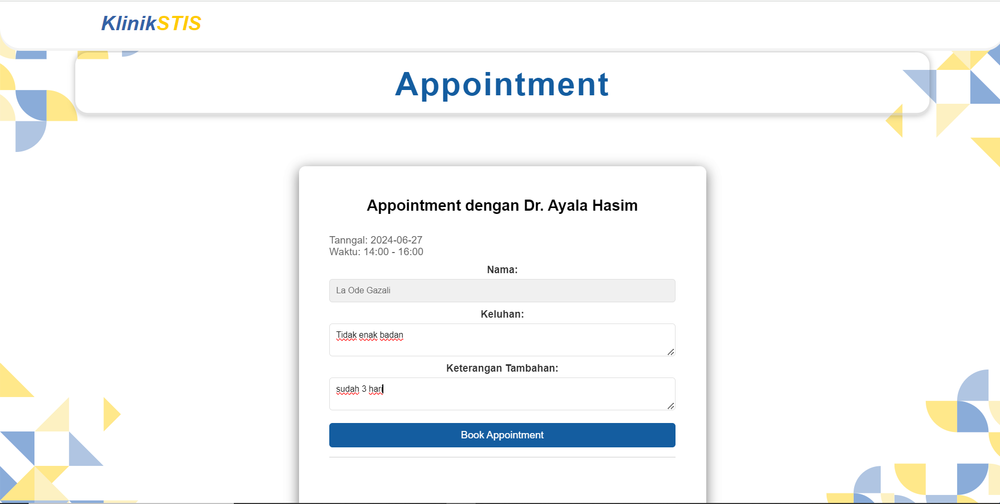 KlinikSTIS
Appointment
Appointment dengan Dr. Ayala Hasim
Tanngal: 2024-06-27
Waktu: 14:00 - 16:00
Nama:
La Ode Gazali
Keluhan:
Tidak enak badan
Keterangan Tambahan:
sudah 3 hari
Book Appointment